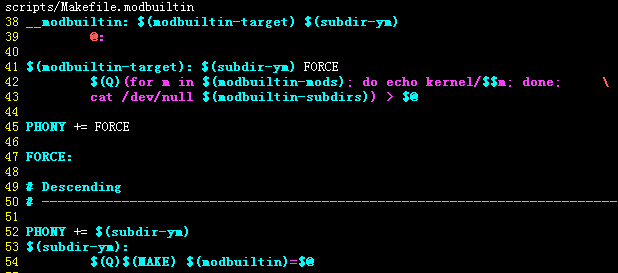 scripts/Makefile.modbuiltin
38 __modbuiltin: $(modbuiltin-target) $(subdir-ym)
39 @:
40
41 $(modbuiltin-target): $(subdir-ym) FORCE
42 $(Q)(for m in $(modbuiltin-mods); do echo kernel/$$m; done; \
43 cat /dev/null $(modbuiltin-subdirs)) > $@
44
45 PHONY += FORCE
46
47 FORCE:
48
49 # Descending
50 # ---------------------------------------------------------------------------
51
52 PHONY += $(subdir-ym)
53 $(subdir-ym):
54 $(Q)$(MAKE) $(modbuiltin)=$@